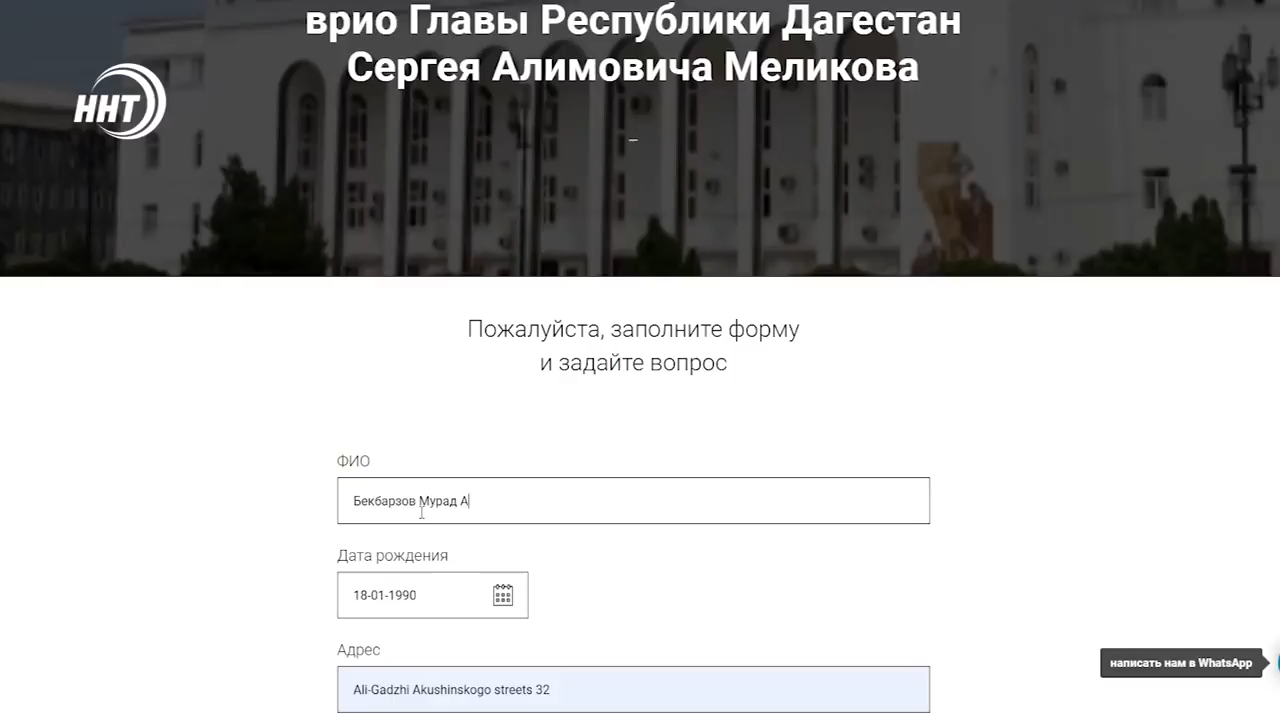 врио Главы Республики Дагестан
Сергея Алимовича Меликова
ННТ
Пожалуйста, заполните форму
и задайте вопрос
ФИО
Бекбарзов Мурад А
Дата рождения
18-01-1990
Адрес
написать нам в WhatsApp
Ali-Gadzhi Akushinskogo streets 32